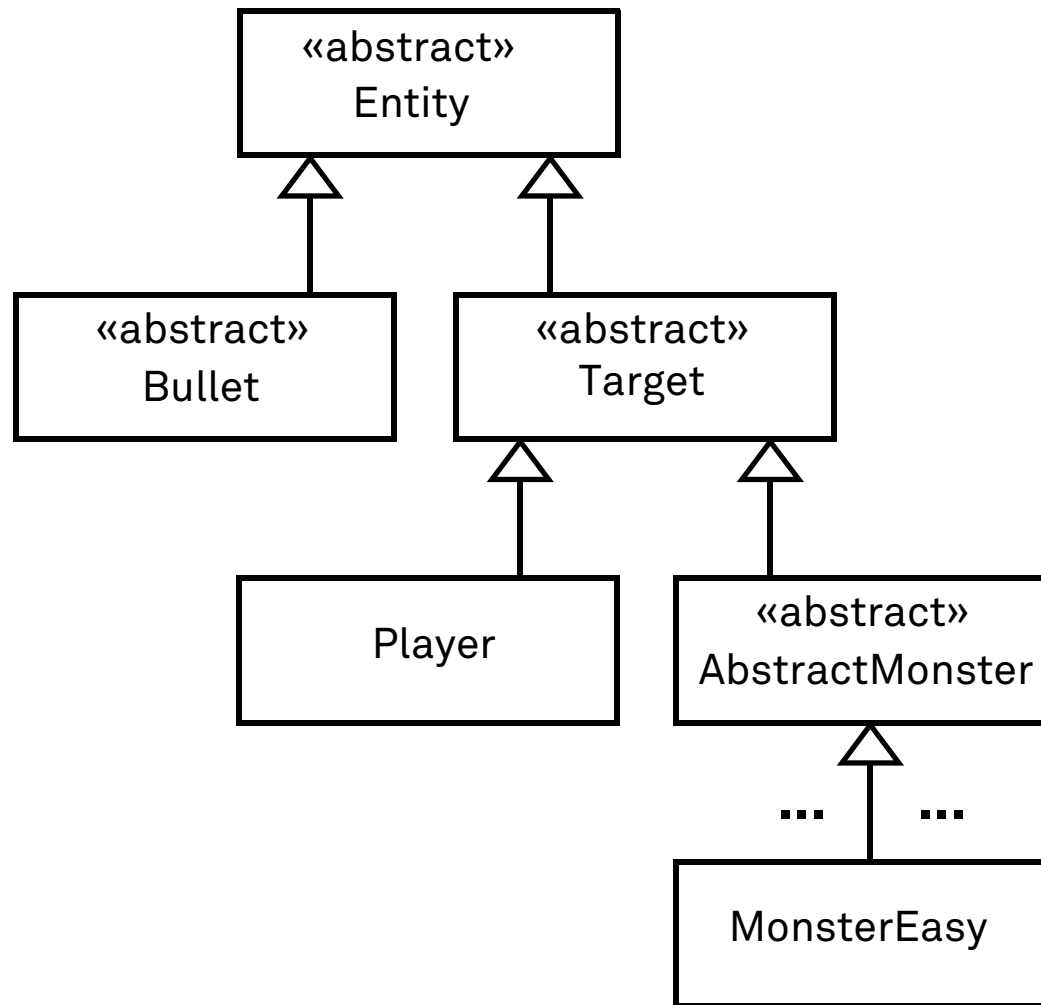 «abstract»
Entity
«abstract»
Bullet
«abstract»
Target
Player
«abstract»
AbstractMonster
... ...
MonsterEasy